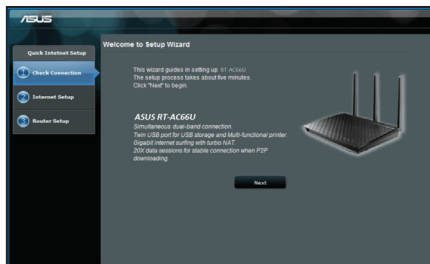 ASUS
Quick Internet Setup
1 Check Connection
2 Internet Setup
3 Router Setup
Welcome to Setup Wizard
This wizard guides in setting up RT-AC66U
The setup process takes about five minutes.
Click "Next" to begin.
ASUS RT-AC66U
Simultaneous dual-band connection.
Twin USB port for USB storage and Multi-functional printer.
Gigabit internet surfing with turbo NAT.
20X data sessions for stable connection when P2P
downloading.
Next